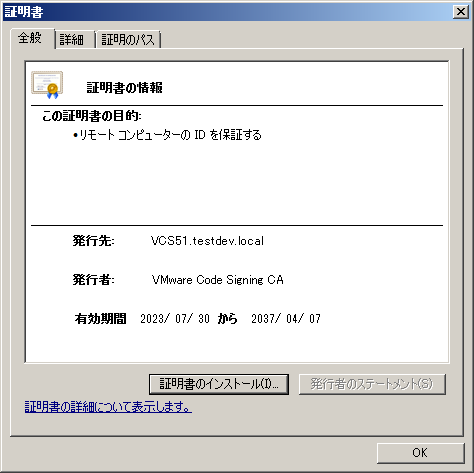 証明書
全般 詳細 証明のパス
証明書の情報
この証明書の目的:
•リモート コンピューターの ID を保証する
発行先: VCS51.testdev.local
発行者: VMware Code Signing CA
有効期間 2023/ 07/ 30 から 2037/ 04/ 07
証明書のインストール(I)... 発行者のステートメント(S)
証明書の詳細について表示します。
OK